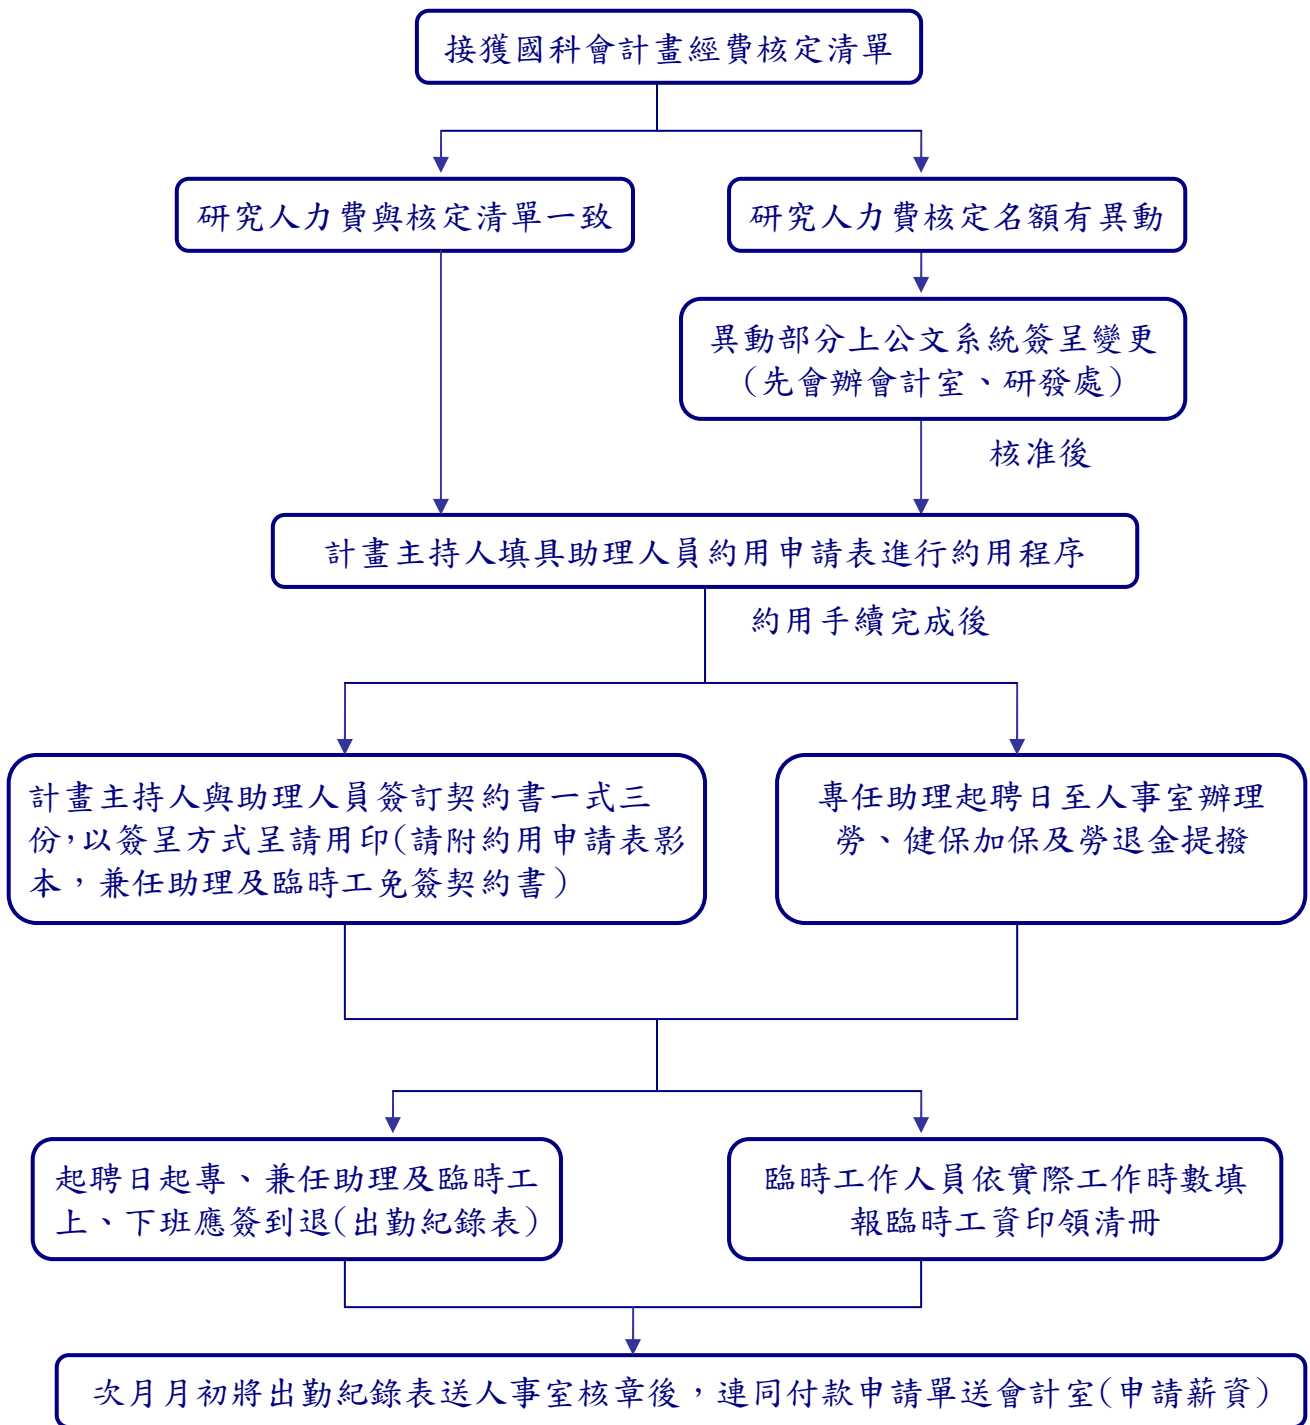 接獲國科會計畫經費核定清單
研究人力費與核定清單一致
研究人力費核定名額有異動
異動部分上公文系統簽呈變更
(先會辦會計室、研發處)
核准後
計畫主持人填具助理人員約用申請表進行約用程序
約用手續完成後
計畫主持人與助理人員簽訂契約書一式三
份,以簽呈方式呈請用印(請附約用申請表影
本,兼任助理及臨時工免簽契約書)
專任助理起聘日至人事室辦理
勞、健保加保及勞退金提撥
起聘日起專、兼任助理及臨時工
上、下班應簽到退(出勤紀錄表)
臨時工作人員依實際工作時數填
報臨時工資印領清冊
次月月初將出勤紀錄表送人事室核章後,連同付款申請單送會計室(申請薪資)